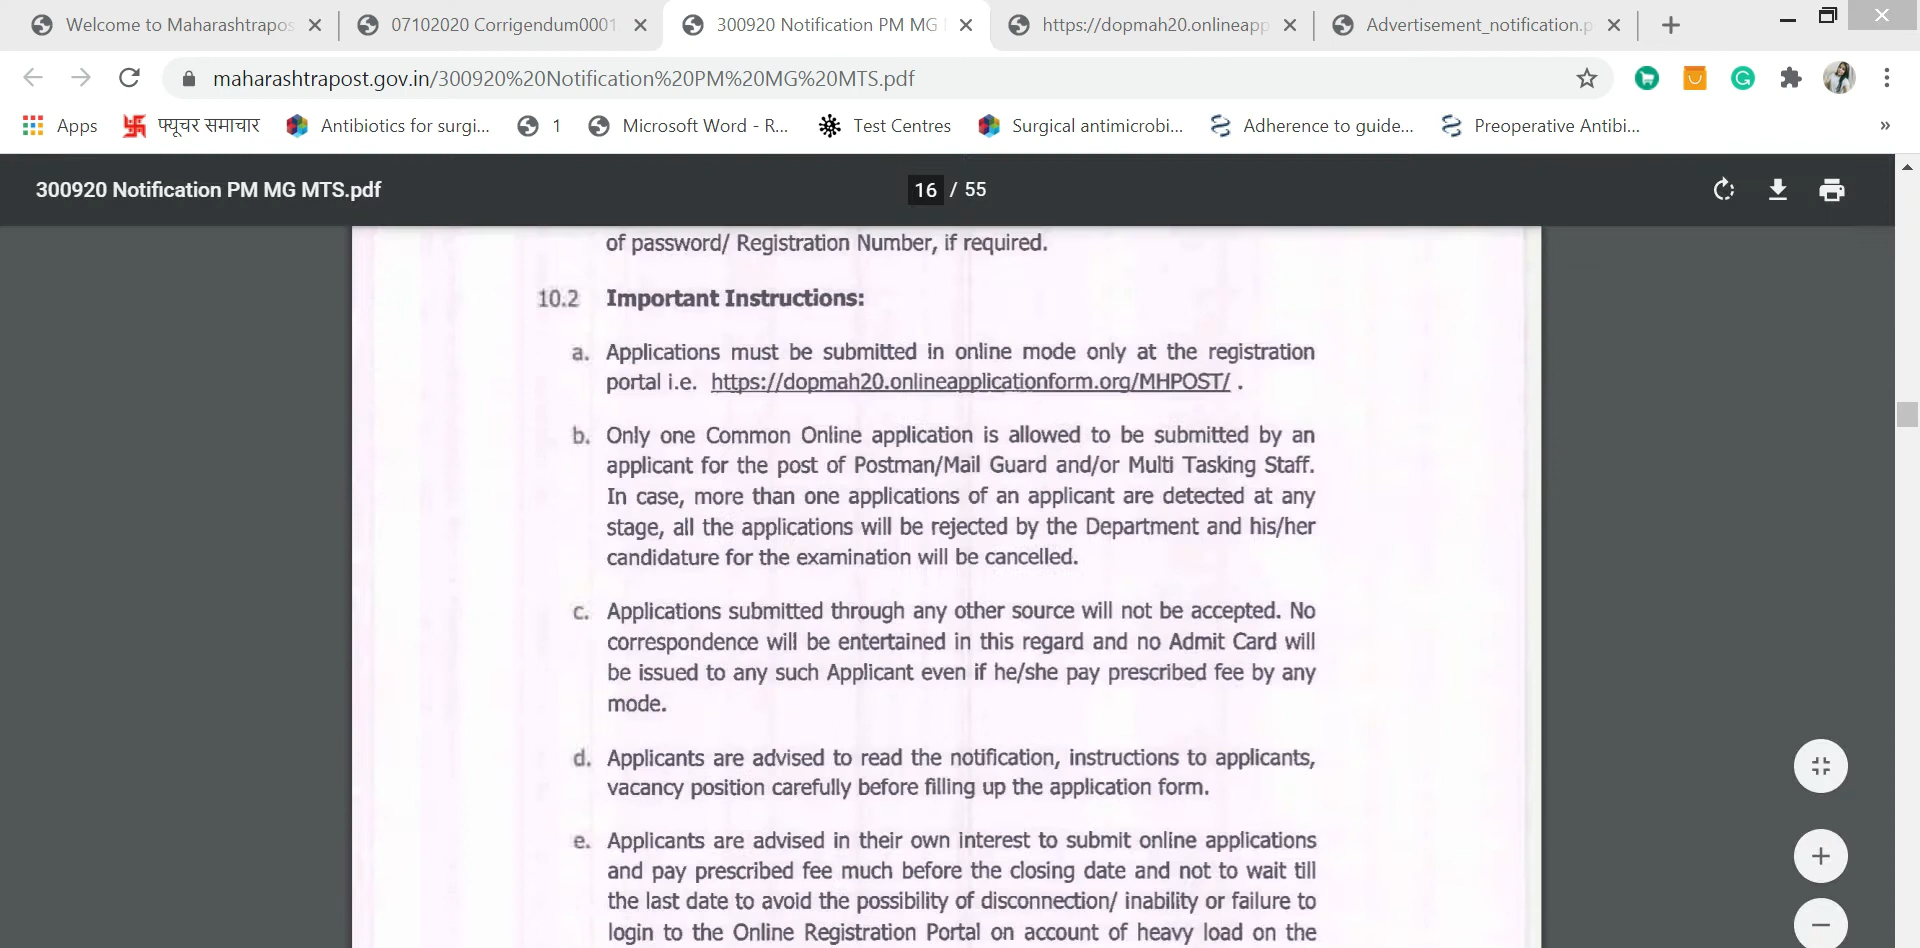 Welcome to Maharashtrapos
07102020 Corrigendum0001
300920 Notification PM MG
https://dopmah20.onlineapp
Advertisement_notification.p
maharashtrapost.gov.in/300920%20Notification%20PM%20MG%20MTS.pdf
Apps
फ्यूचर समाचार
Antibiotics for surgi...
1
Microsoft Word - R...
Test Centres
Surgical antimicrobi...
Adherence to guide...
Preoperative Antibi...
»
300920 Notification PM MG MTS.pdf
16 / 55
of password/ Registration Number, if required.
10.2 Important Instructions:
a. Applications must be submitted in online mode only at the registration
portal i.e. https://dopmah20.onlineapplicationform.org/MHPOST/ .
b. Only one Common Online application is allowed to be submitted by an
applicant for the post of Postman/Mail Guard and/or Multi Tasking Staff.
In case, more than one applications of an applicant are detected at any
stage, all the applications will be rejected by the Department and his/her
candidature for the examination will be cancelled.
c. Applications submitted through any other source will not be accepted. No
correspondence will be entertained in this regard and no Admit Card will
be issued to any such Applicant even if he/she pay prescribed fee by any
mode.
d. Applicants are advised to read the notification, instructions to applicants,
vacancy position carefully before filling up the application form.
e. Applicants are advised in their own interest to submit online applications
and pay prescribed fee much before the closing date and not to wait till
the last date to avoid the possibility of disconnection/ inability or failure to
login to the Online Registration Portal on account of heavy load on the